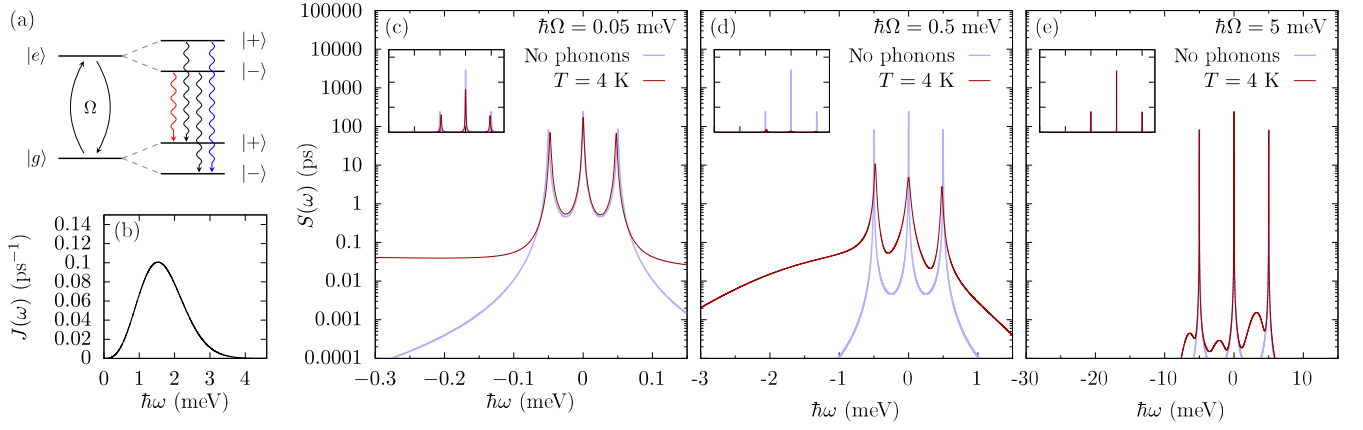 (a)
|e⟩
|g⟩
Ω
|+⟩
|−⟩
|+⟩
|−⟩
(b)
J(ω) (ps⁻¹)
0.14
0.12
0.1
0.08
0.06
0.04
0.02
0
0 1 2 3 4
ℏω (meV)
S(ω) (ps)
100000
10000
1000
100
10
1
0.1
0.01
0.001
0.0001
(c) ℏΩ = 0.05 meV
No phonons
T = 4 K
−0.3 −0.2 −0.1 0 0.1
ℏω (meV)
(d) ℏΩ = 0.5 meV
No phonons
T = 4 K
-3 -2 -1 0 1
ℏω (meV)
(e) ℏΩ = 5 meV
No phonons
T = 4 K
-30 -20 -10 0 10
ℏω (meV)